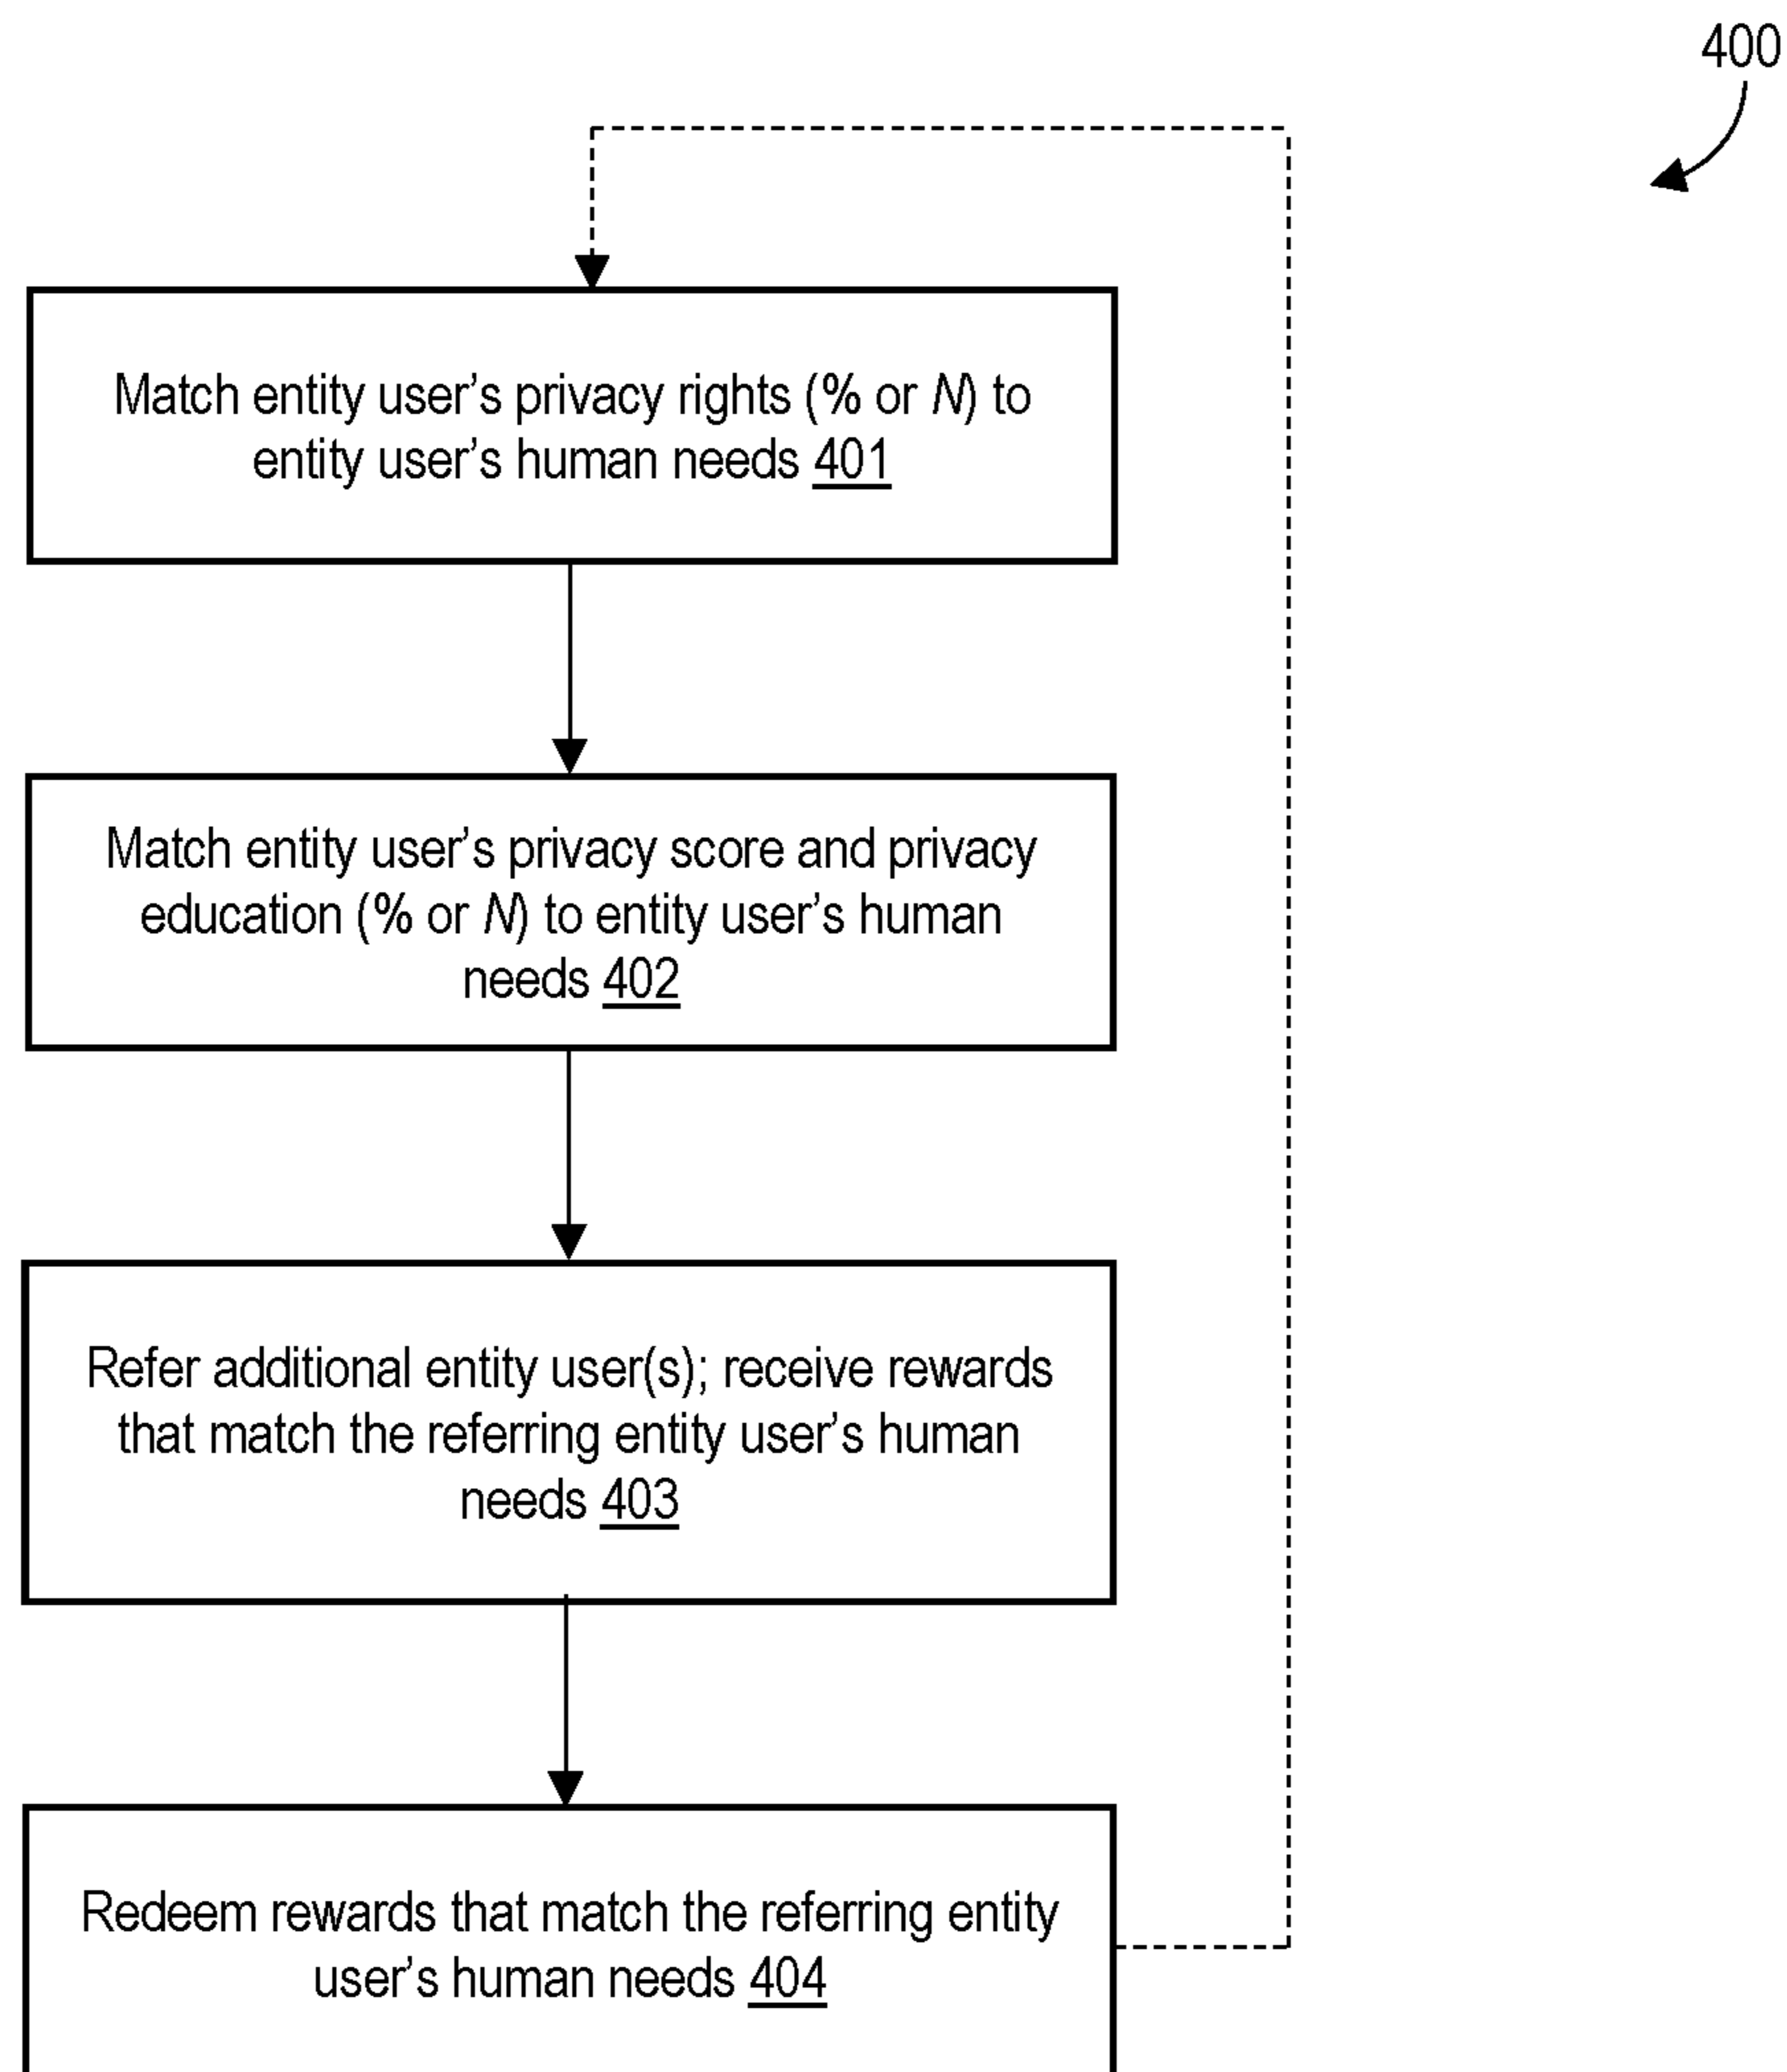 400
Match entity user’s privacy rights (% or N) to
entity user’s human needs 401
Match entity user’s privacy score and privacy
education (% or N) to entity user’s human
needs 402
Refer additional entity user(s); receive rewards
that match the referring entity user’s human
needs 403
Redeem rewards that match the referring entity
user’s human needs 404